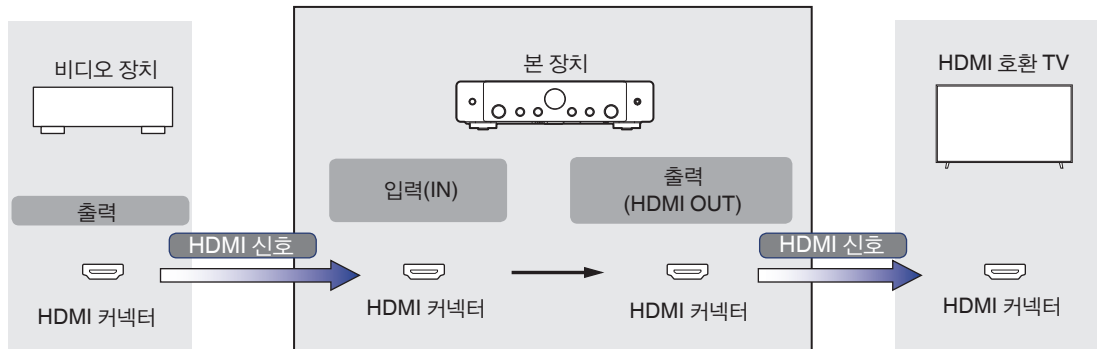 비디오 장치
출력
HDMI 커넥터
HDMI 신호
본 장치
입력(IN)
HDMI 커넥터
출력
(HDMI OUT)
HDMI 커넥터
HDMI 신호
HDMI 호환 TV
HDMI 커넥터